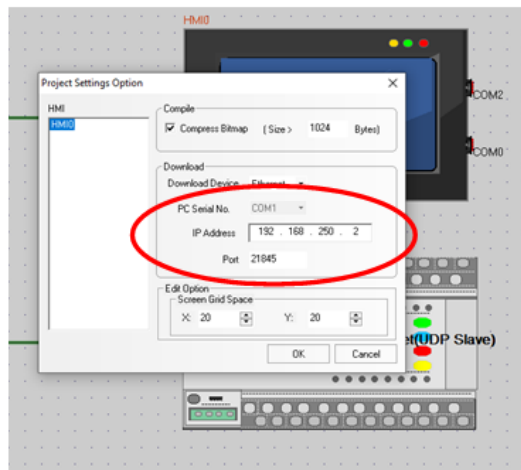 HMI0
Project Settings Option
HMI
HMI0
Compile
Compress Bitmap ( Size > 1024 Bytes)
Download
Download Device Ethernet
PC Serial No. COM1
IP Address 192 . 168 . 250 . 2
Port 21845
Edit Option
Screen Grid Space
X: 20 Y: 20
OK Cancel
COM2
COM0
et(UDP Slave)